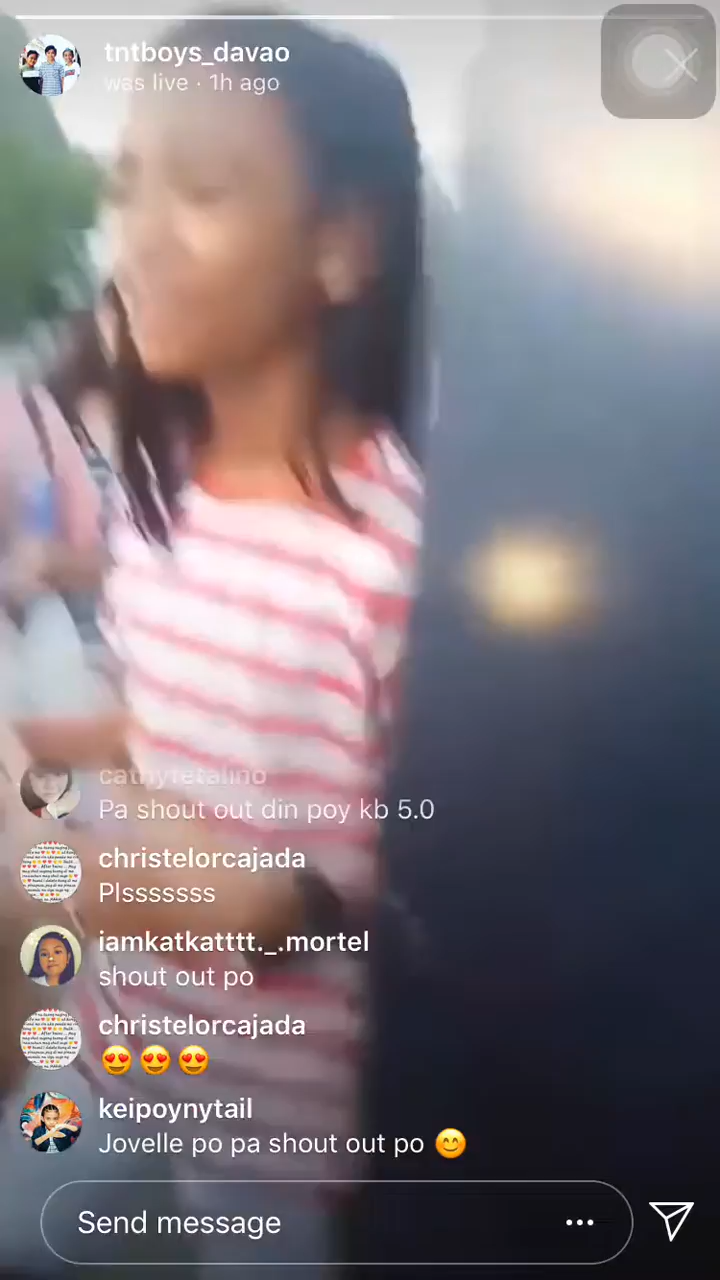 tntboys_davao
was live · 1h ago
cathyretalino
Pa shout out din poy kb 5.0
christelorcajada
Plsssssss
iamkatkatttt._.mortel
shout out po
christelorcajada
😍 😍 😍
keipoynytail
Jovelle po pa shout out po 😊
Send message